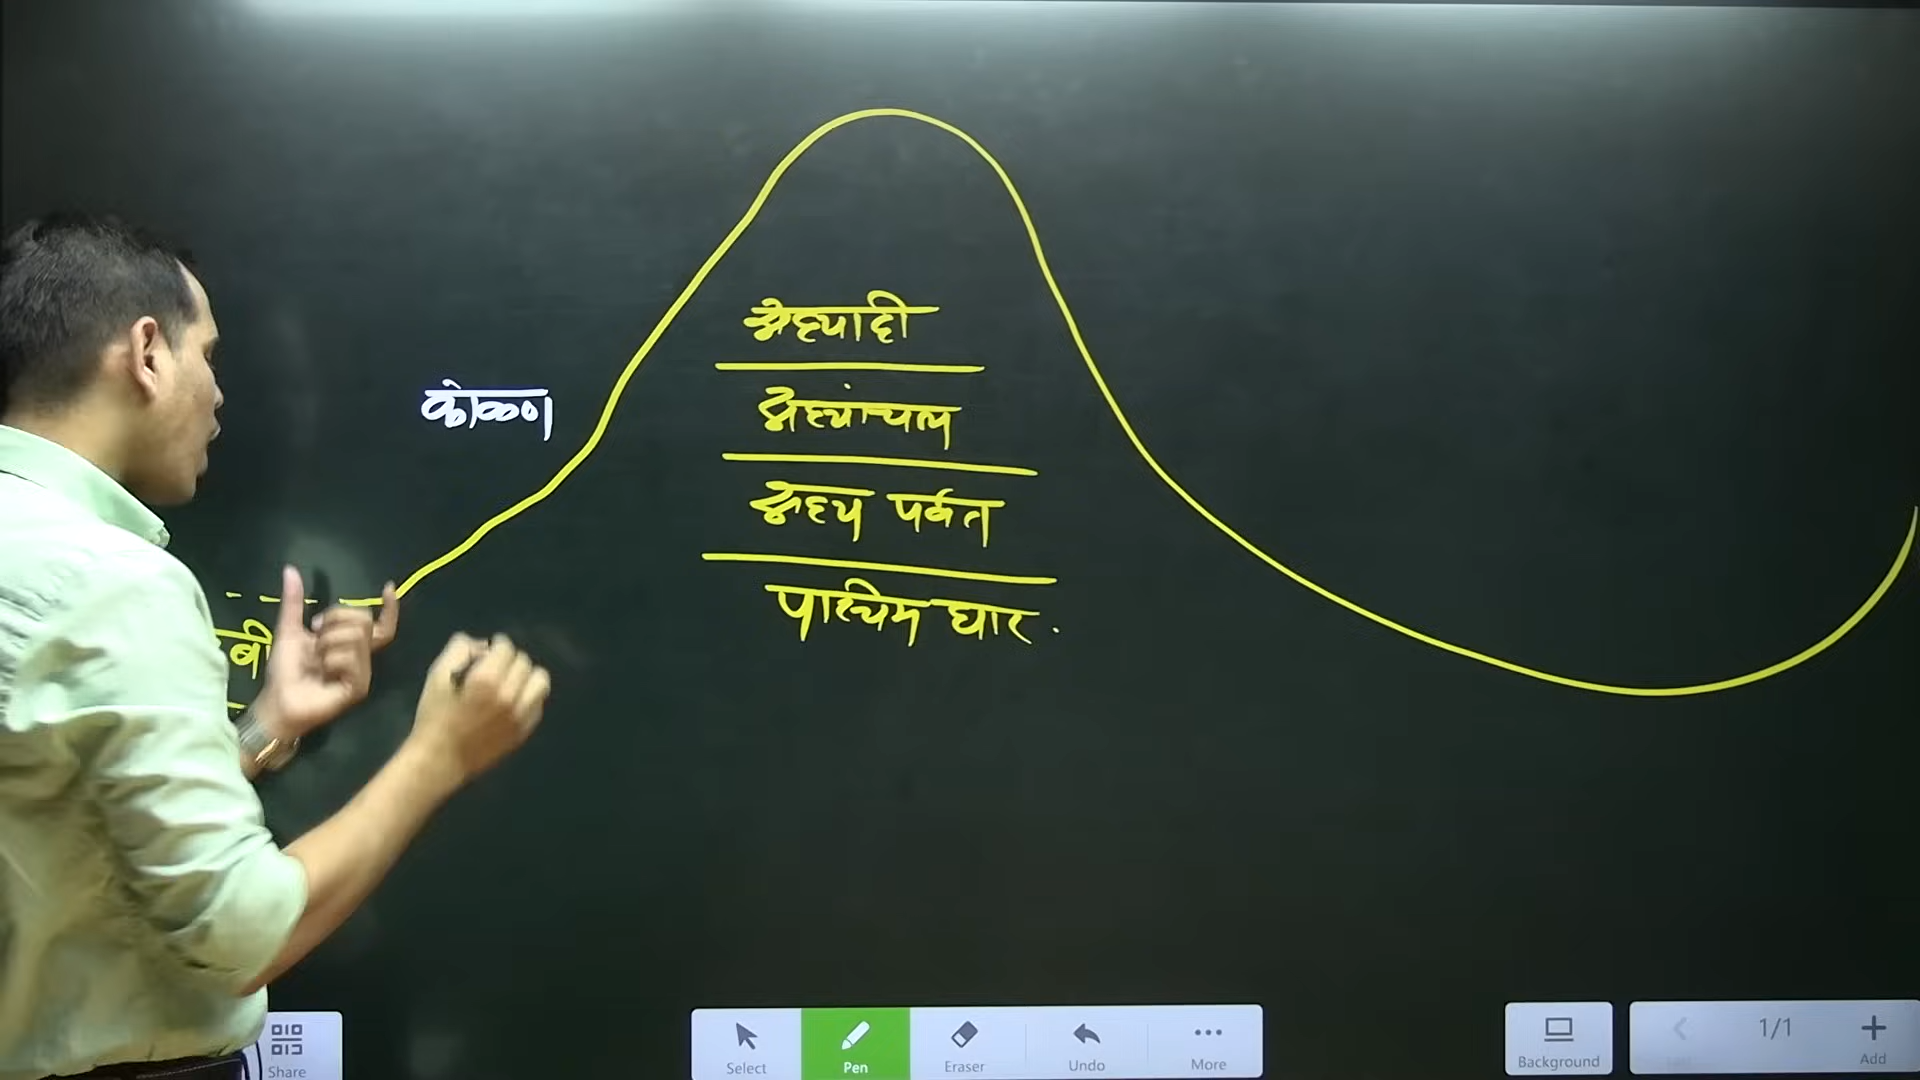 कोकण
सह्याद्री
सह्यांचल
सह्य पर्वत
पश्चिम घाट.
बी
Share
Select
Pen
Eraser
Undo
More
Background
1/1
Add